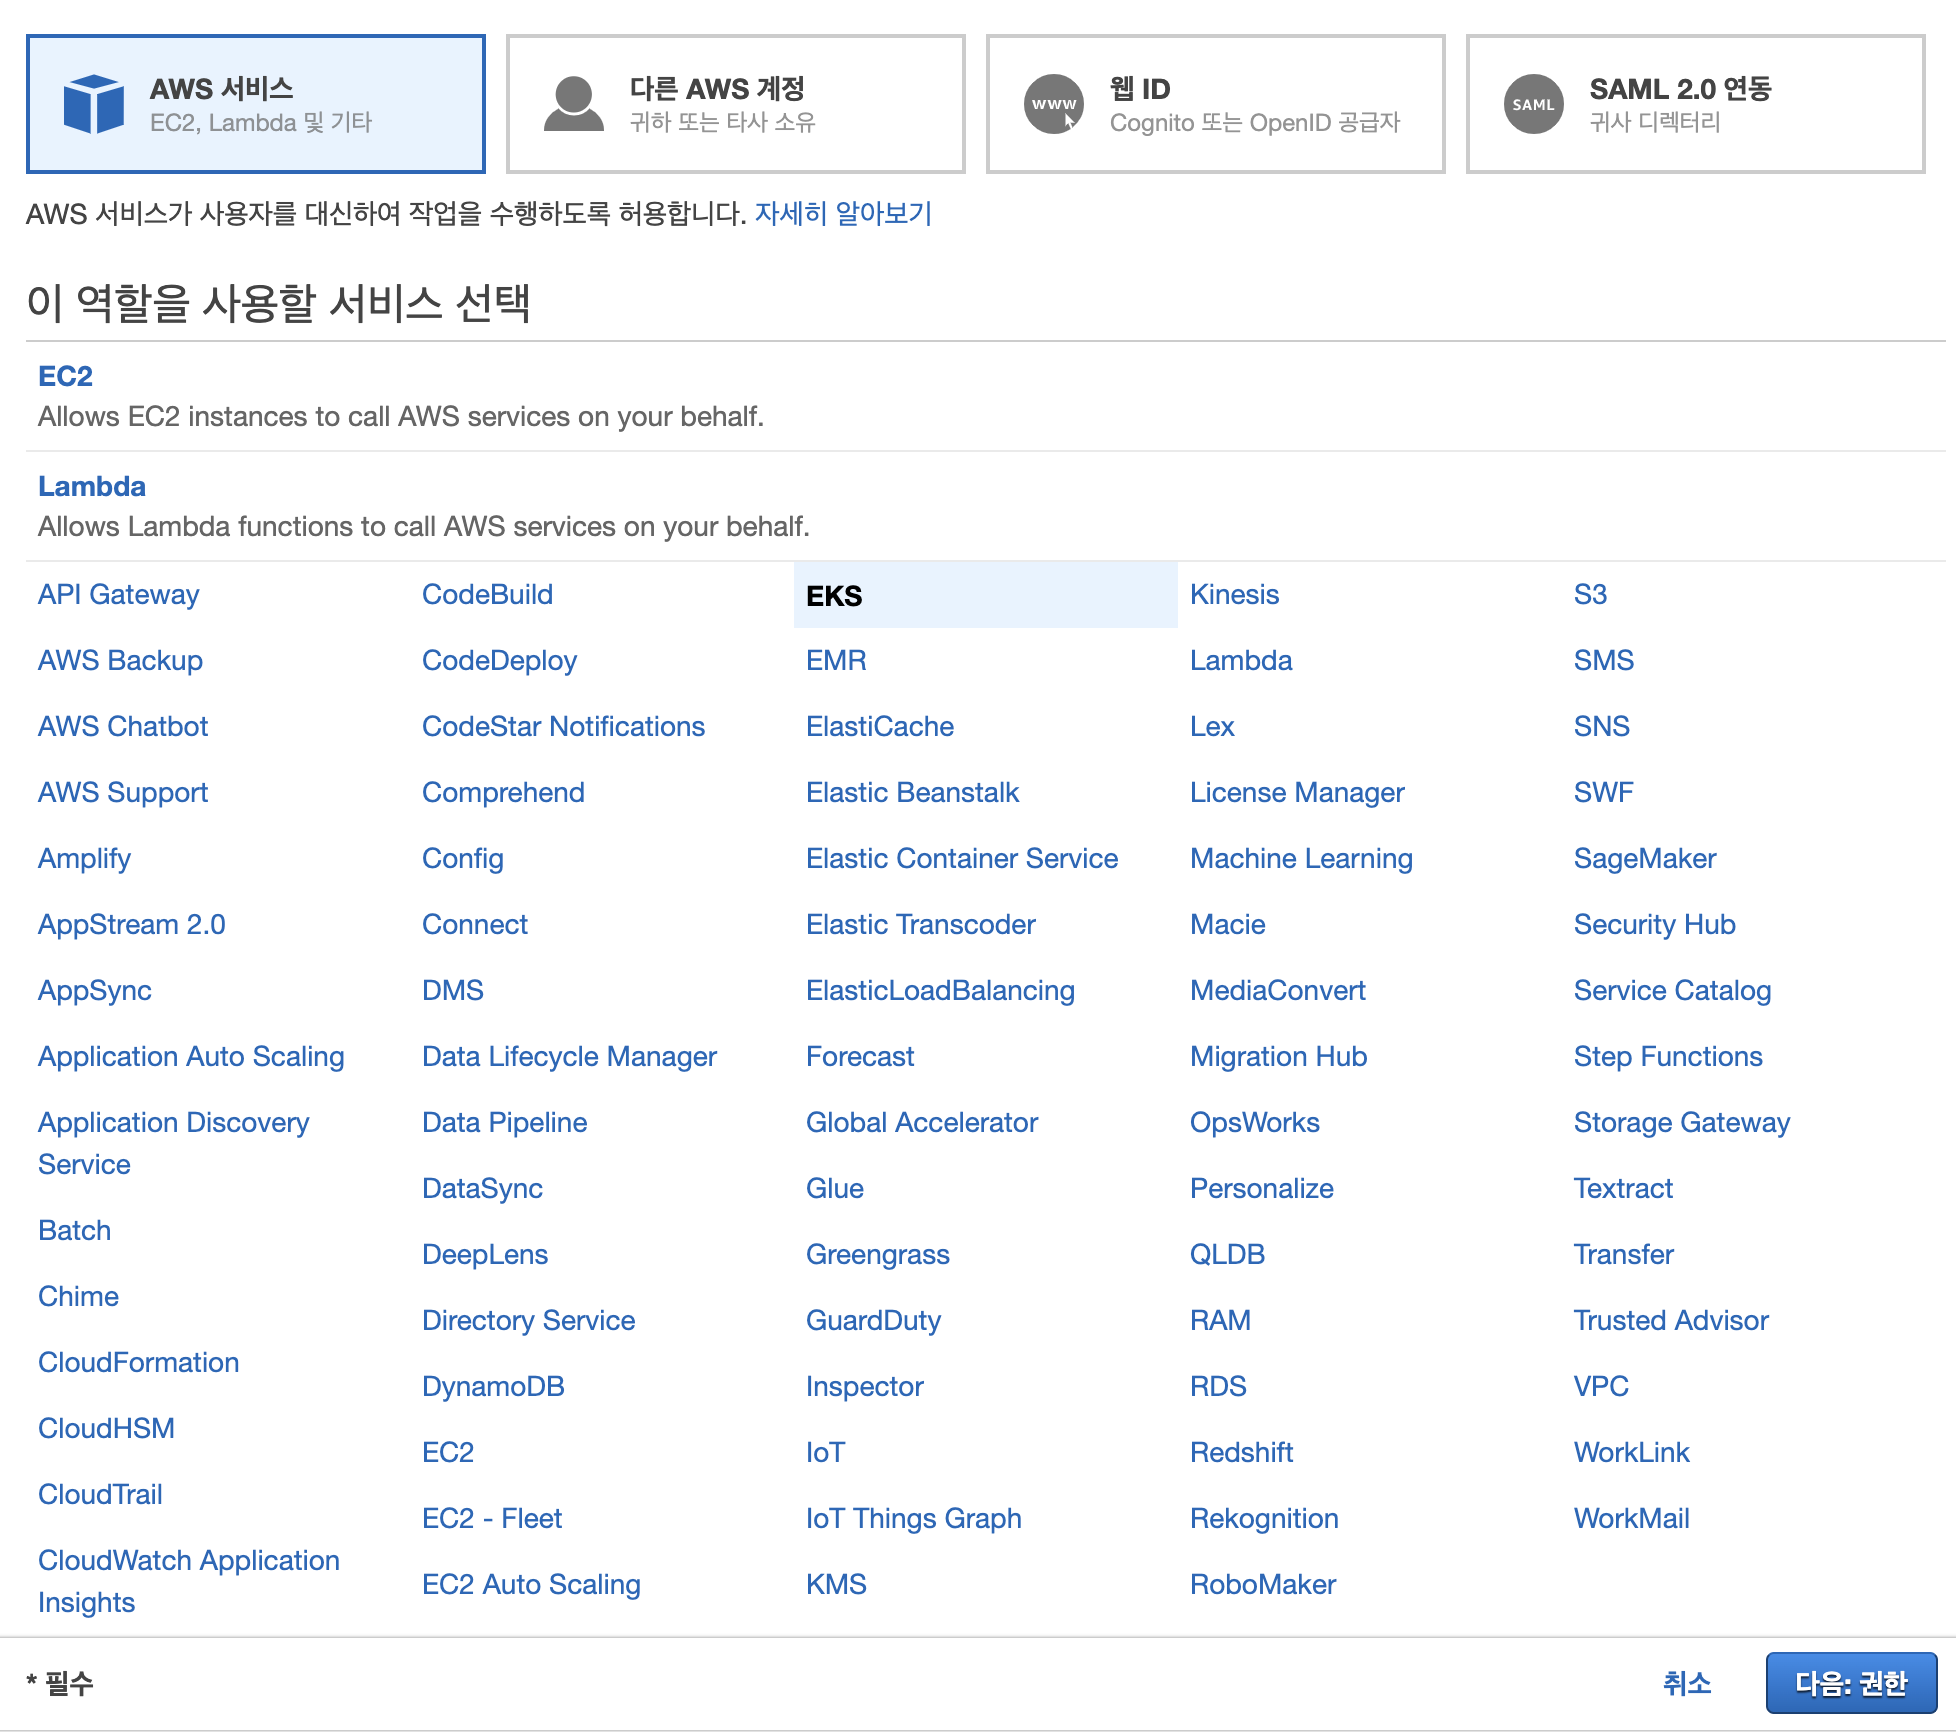 AWS 서비스
EC2, Lambda 및 기타
다른 AWS 계정
귀하 또는 타사 소유
www
웹 ID
Cognito 또는 OpenID 공급자
SAML
SAML 2.0 연동
귀사 디렉터리
AWS 서비스가 사용자를 대신하여 작업을 수행하도록 허용합니다. 자세히 알아보기
이 역할을 사용할 서비스 선택
EC2
Allows EC2 instances to call AWS services on your behalf.
Lambda
Allows Lambda functions to call AWS services on your behalf.
API Gateway
AWS Backup
AWS Chatbot
AWS Support
Amplify
AppStream 2.0
AppSync
Application Auto Scaling
Application Discovery
Service
Batch
Chime
CloudFormation
CloudHSM
CloudTrail
CloudWatch Application
Insights
CodeBuild
CodeDeploy
CodeStar Notifications
Comprehend
Config
Connect
DMS
Data Lifecycle Manager
Data Pipeline
DataSync
DeepLens
Directory Service
DynamoDB
EC2
EC2 - Fleet
EC2 Auto Scaling
EKS
EMR
ElastiCache
Elastic Beanstalk
Elastic Container Service
Elastic Transcoder
ElasticLoadBalancing
Forecast
Global Accelerator
Glue
Greengrass
GuardDuty
Inspector
IoT
IoT Things Graph
KMS
Kinesis
Lambda
Lex
License Manager
Machine Learning
Macie
MediaConvert
Migration Hub
OpsWorks
Personalize
QLDB
RAM
RDS
Redshift
Rekognition
RoboMaker
S3
SMS
SNS
SWF
SageMaker
Security Hub
Service Catalog
Step Functions
Storage Gateway
Textract
Transfer
Trusted Advisor
VPC
WorkLink
WorkMail
* 필수
취소
다음: 권한